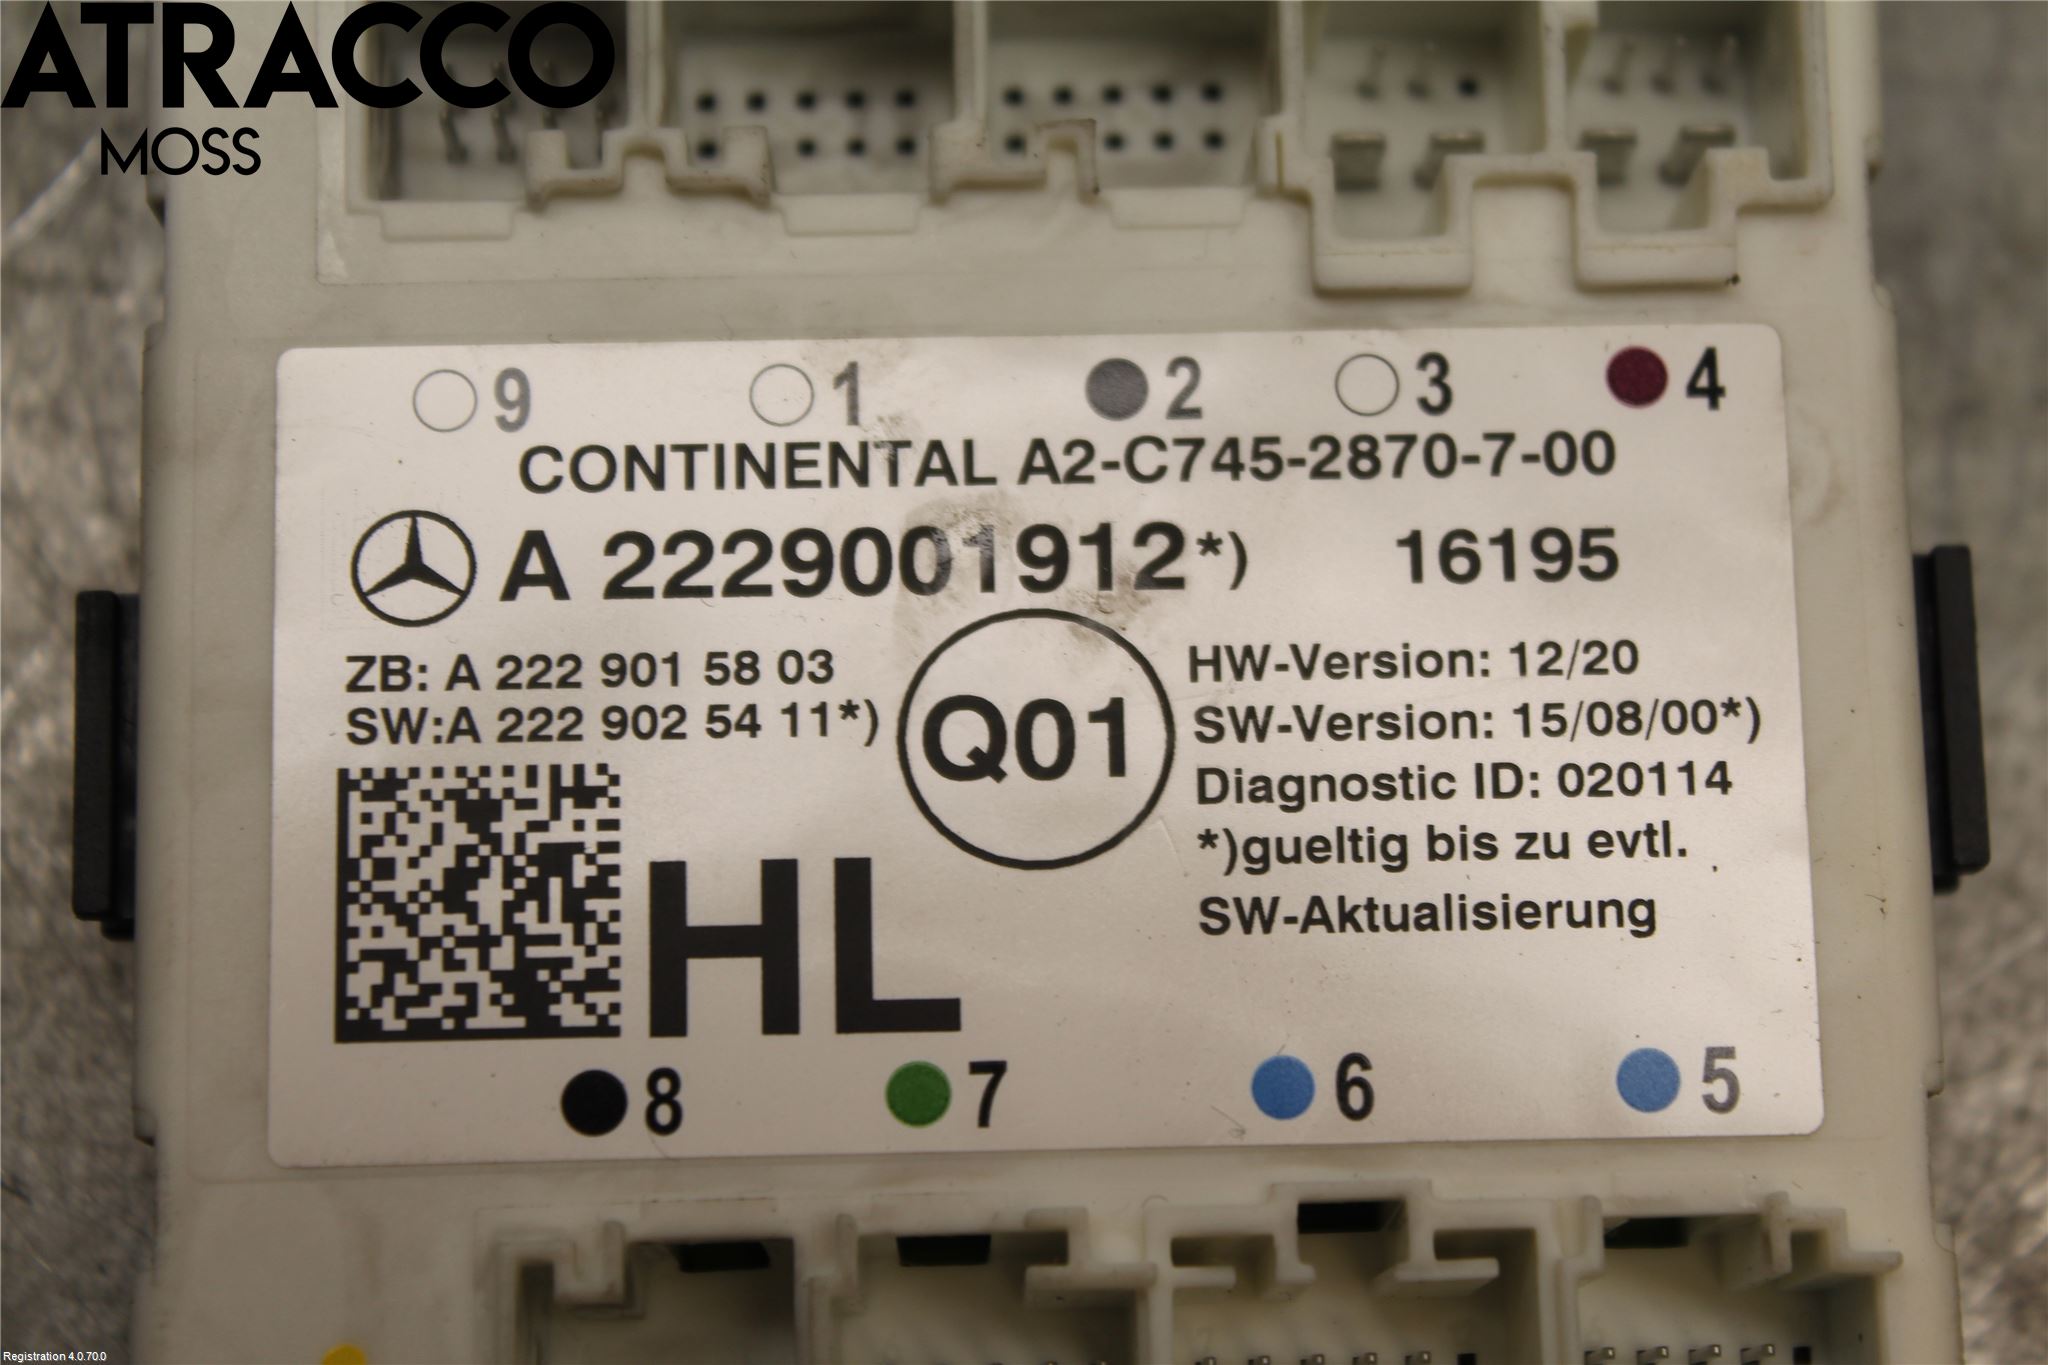 ATRACCO
MOSS
9 1 2 3 4
CONTINENTAL A2-C745-2870-7-00
A 2229001912*) 16195
ZB: A 222 901 58 03
SW:A 222 902 54 11*)
Q01
HW-Version: 12/20
SW-Version: 15/08/00*)
Diagnostic ID: 020114
*)gueltig bis zu evtl.
SW-Aktualisierung
HL
8 7 6 5
Registration 4.0.70.0